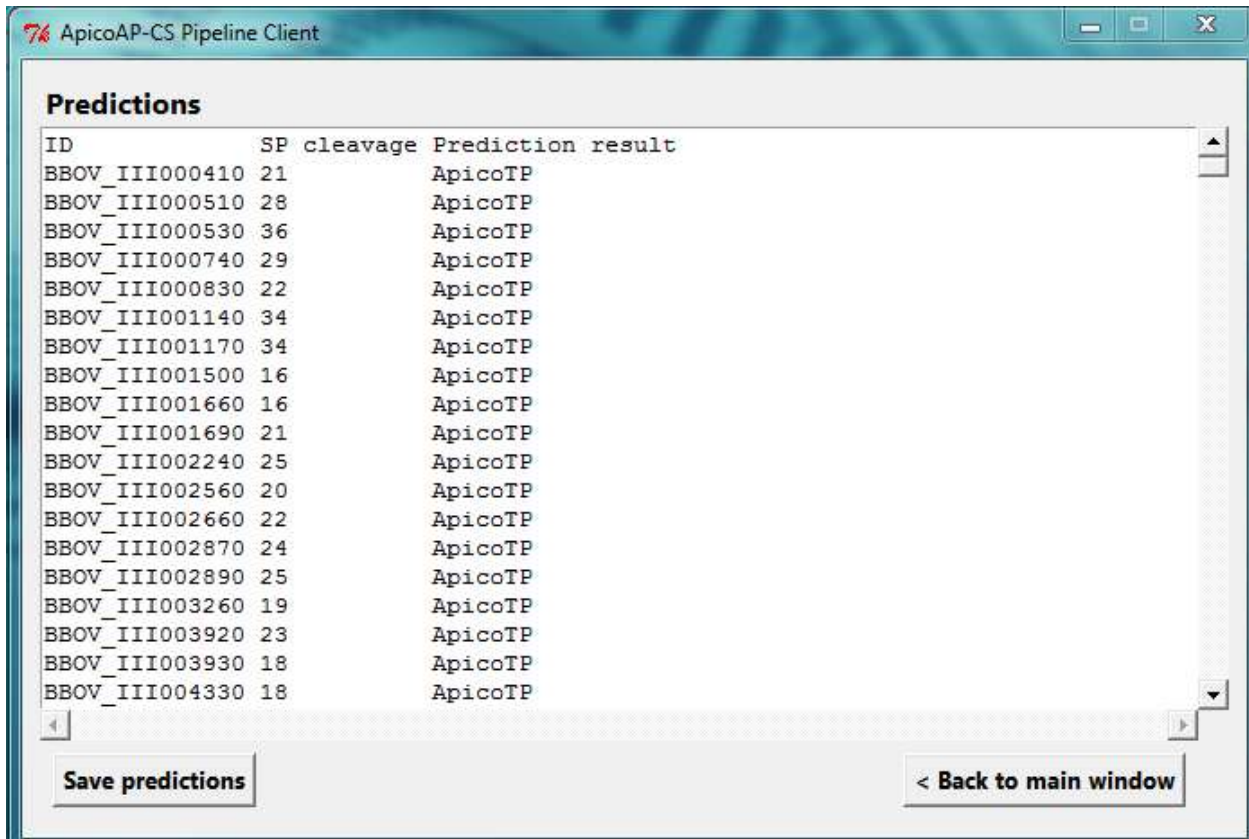 ApicoAP-CS Pipeline Client
Predictions
ID SP cleavage Prediction result
BBOV_III000410 21 ApicoTP
BBOV_III000510 28 ApicoTP
BBOV_III000530 36 ApicoTP
BBOV_III000740 29 ApicoTP
BBOV_III000830 22 ApicoTP
BBOV_III001140 34 ApicoTP
BBOV_III001170 34 ApicoTP
BBOV_III001500 16 ApicoTP
BBOV_III001660 16 ApicoTP
BBOV_III001690 21 ApicoTP
BBOV_III002240 25 ApicoTP
BBOV_III002560 20 ApicoTP
BBOV_III002660 22 ApicoTP
BBOV_III002870 24 ApicoTP
BBOV_III002890 25 ApicoTP
BBOV_III003260 19 ApicoTP
BBOV_III003920 23 ApicoTP
BBOV_III003930 18 ApicoTP
BBOV_III004330 18 ApicoTP
Save predictions < Back to main window